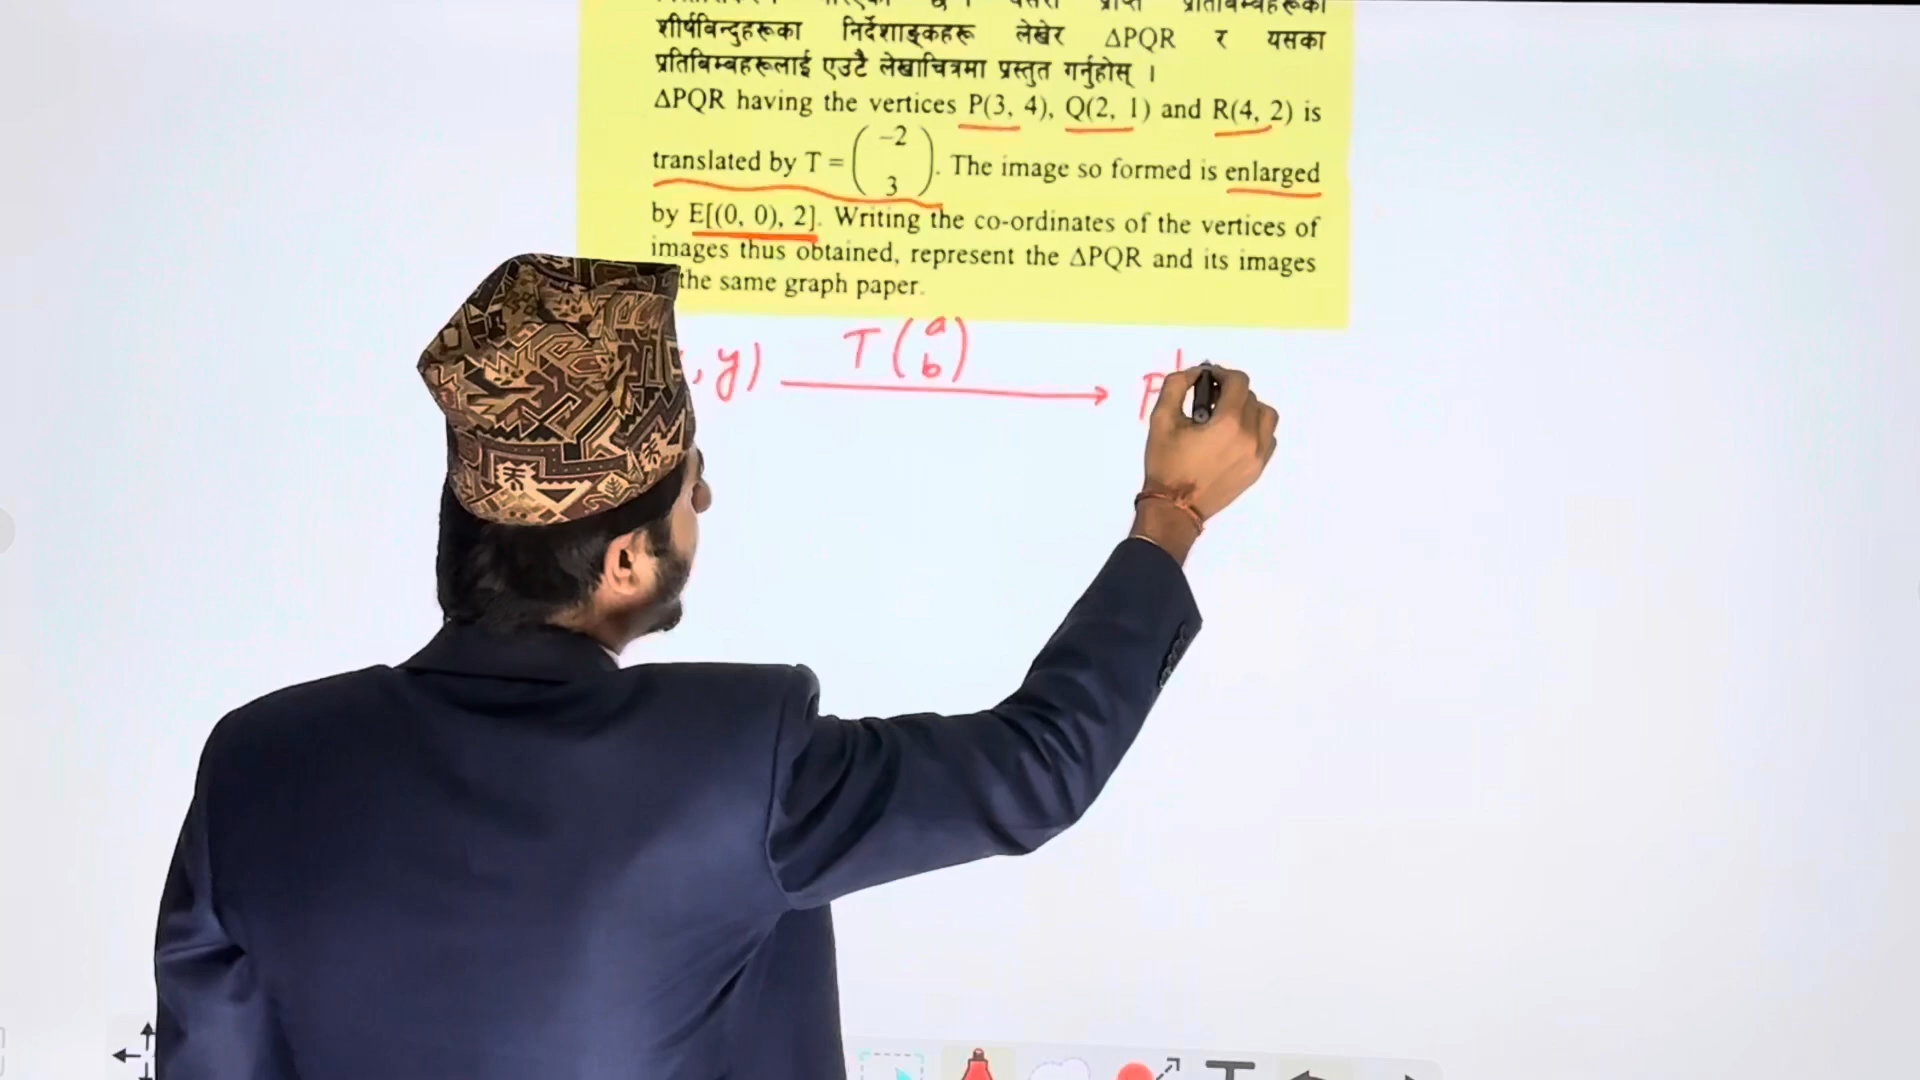 शीर्षबिन्दुहरूका निर्देशाङ्कहरू लेखेर ΔPQR र यसका
प्रतिबिम्बहरूलाई एउटै लेखाचित्रमा प्रस्तुत गर्नुहोस् ।
ΔPQR having the vertices P(3, 4), Q(2, 1) and R(4, 2) is
translated by T = (-2 3). The image so formed is enlarged
by E[(0, 0), 2]. Writing the co-ordinates of the vertices of
images thus obtained, represent the ΔPQR and its images
the same graph paper.
, y) T (a b) → P'